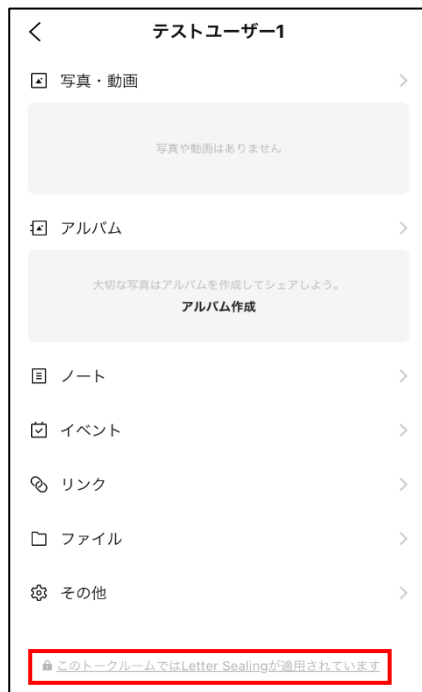 テストユーザー1
写真・動画
写真や動画はありません
アルバム
大切な写真はアルバムを作成してシェアしよう。
アルバム作成
ノート
イベント
リンク
ファイル
その他
このトークルームではLetter Sealingが適用されています